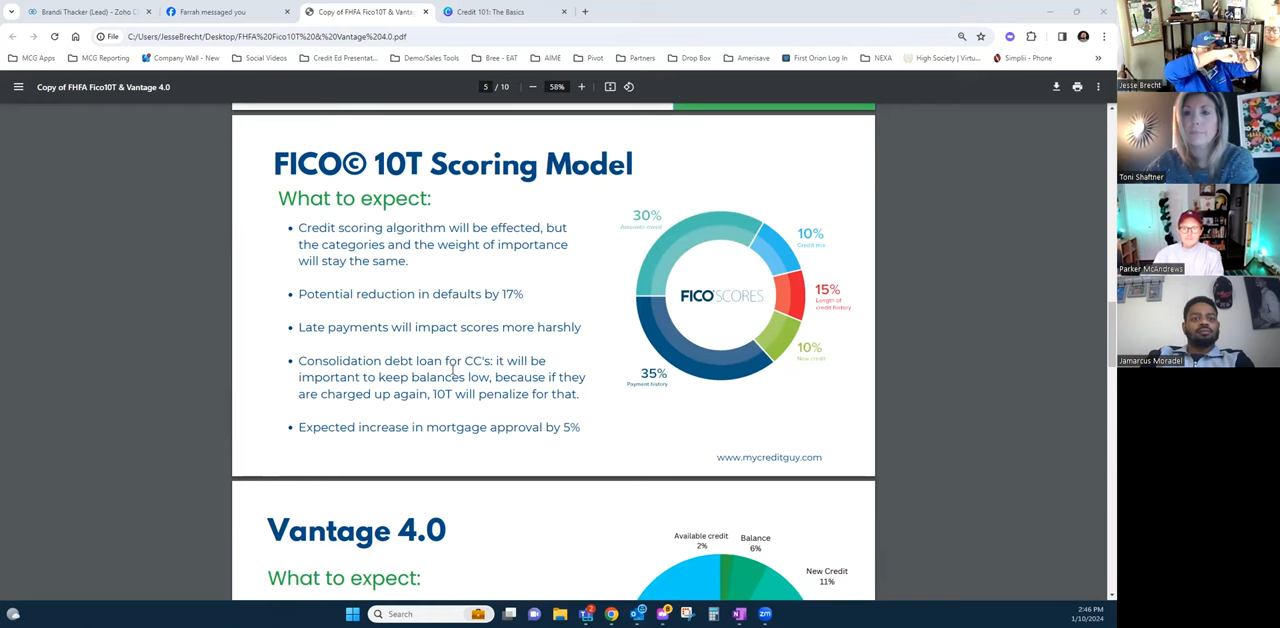 Brandi Thacker (Lead) - Zoho C
Farrah messaged you
Copy of FHFA Fico10T & Vanta
Credit 101: The Basics
File
C:/Users/JesseBrecht/Desktop/FHFA%20Fico10T%20&%20Vantage%204.0.pdf
MCG Apps
MCG Reporting
Company Wall - New
Social Videos
Credit Ed Presentat...
Demo/Sales Tools
Bree - EAT
AIME
Pivot
Partners
Drop Box
Amerisave
First Orion Log In
NEXA
High Society | Virtu...
Simplii - Phone
Copy of FHFA Fico10T & Vantage 4.0
5 / 10
58%
FICO© 10T Scoring Model
What to expect:
• Credit scoring algorithm will be effected, but
the categories and the weight of importance
will stay the same.
• Potential reduction in defaults by 17%
• Late payments will impact scores more harshly
• Consolidation debt loan for CC's: it will be
important to keep balances low, because if they
are charged up again, 10T will penalize for that.
• Expected increase in mortgage approval by 5%
30%
Amounts owed
10%
Credit mix
15%
Length of
credit history
10%
New credit
35%
Payment history
FICO SCORES
www.mycreditguy.com
Vantage 4.0
What to expect:
Available credit
2%
Balance
6%
New Credit
11%
Jesse Brecht
Toni Shaftner
Parker McAndrews
Jamarcus Moradel
Search
2:46 PM
1/10/2024